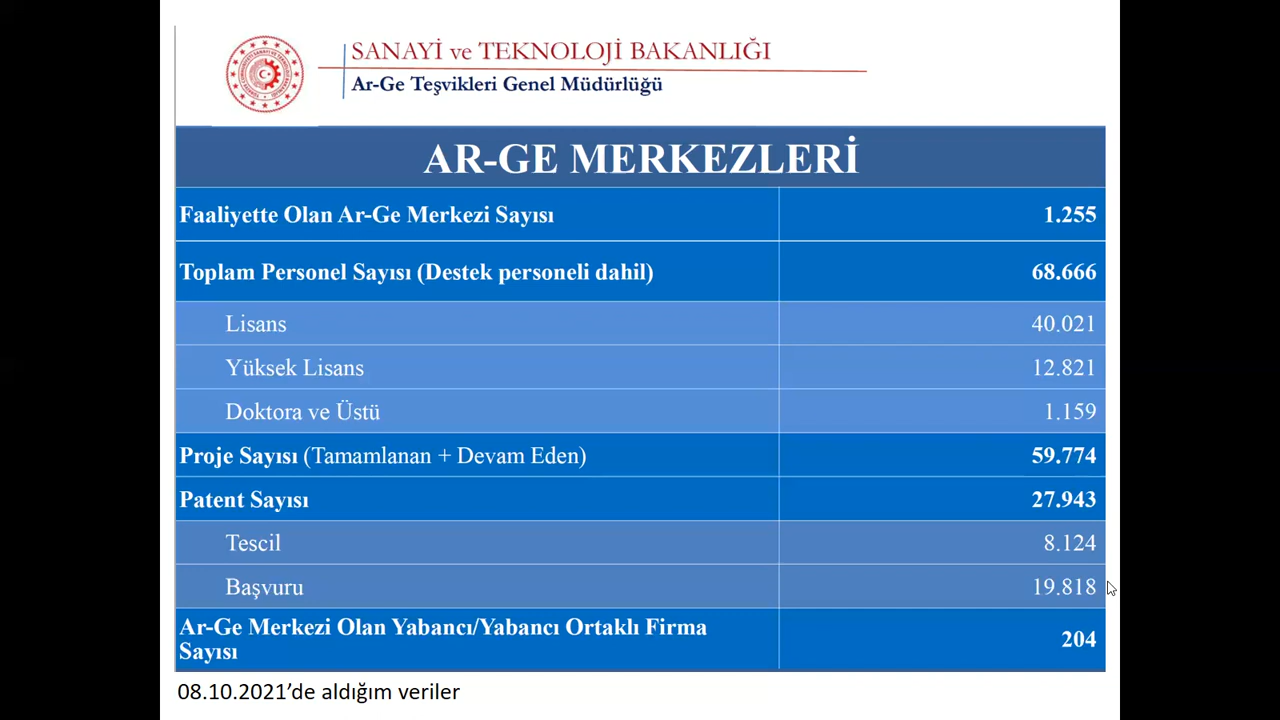 SANAYİ ve TEKNOLOJİ BAKANLIĞI
Ar-Ge Teşvikleri Genel Müdürlüğü
AR-GE MERKEZLERİ
Faaliyette Olan Ar-Ge Merkezi Sayısı 1.255
Toplam Personel Sayısı (Destek personeli dahil) 68.666
Lisans 40.021
Yüksek Lisans 12.821
Doktora ve Üstü 1.159
Proje Sayısı (Tamamlanan + Devam Eden) 59.774
Patent Sayısı 27.943
Tescil 8.124
Başvuru 19.818
Ar-Ge Merkezi Olan Yabancı/Yabancı Ortaklı Firma
Sayısı 204
08.10.2021’de aldığım veriler